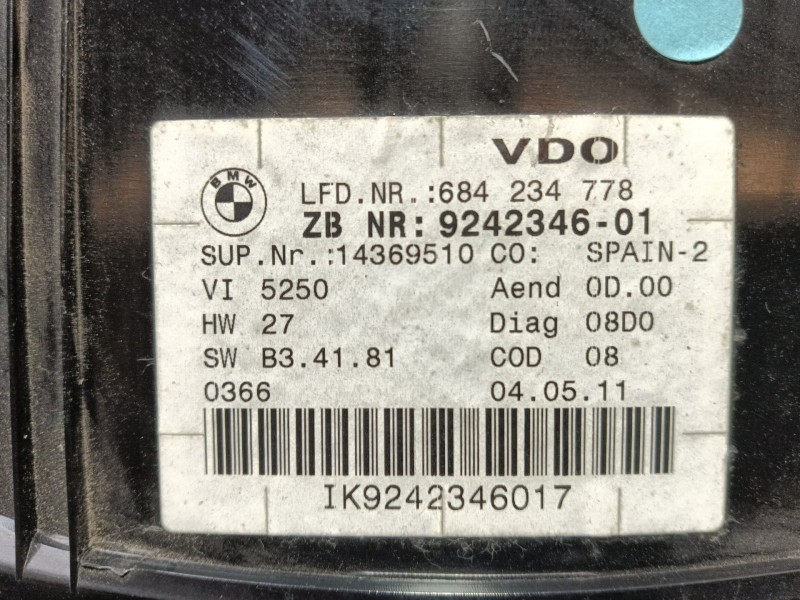 VDO
BMW
LFD.NR.:684 234 778
ZB NR: 9242346-01
SUP.Nr.:14369510 CO: SPAIN-2
VI 5250 Aend 0D.00
HW 27 Diag 08D0
SW B3.41.81 COD 08
0366 04.05.11
IK9242346017